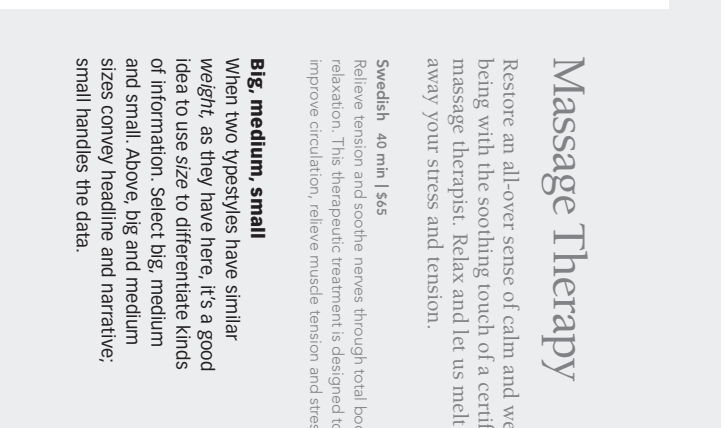 Massage Therapy
Restore an all-over sense of calm and we
being with the soothing touch of a certif
massage therapist. Relax and let us melt
away your stress and tension.
Swedish 40 min | $65
Relieve tension and soothe nerves through total bo
relaxation. This therapeutic treatment is designed to
improve circulation, relieve muscle tension and stres
Big, medium, small
When two typestyles have similar
weight, as they have here, it's a good
idea to use size to differentiate kinds
of information. Select big, medium
and small. Above, big and medium
sizes convey headline and narrative;
small handles the data.